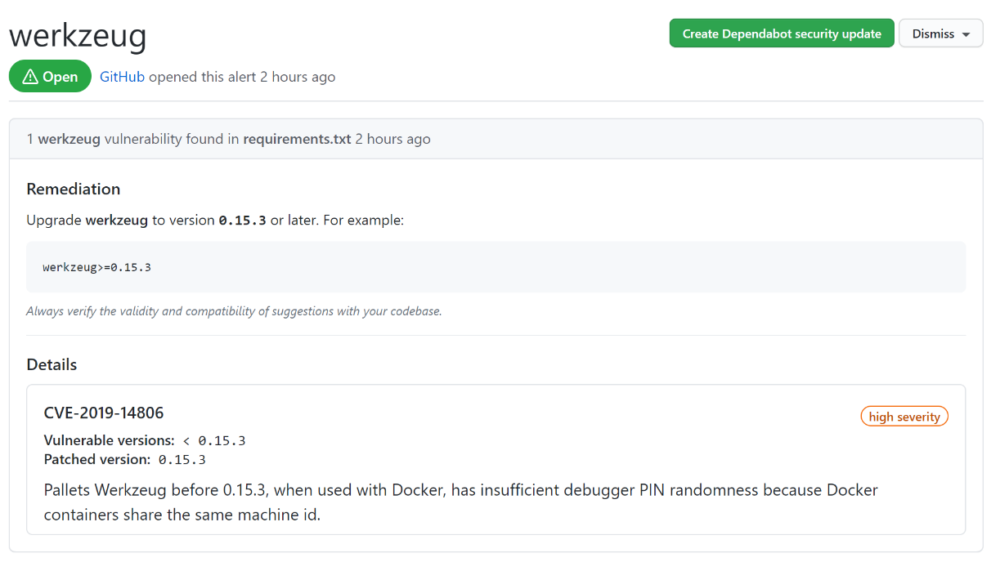 werkzeug
Create Dependabot security update
Dismiss
Open
GitHub opened this alert 2 hours ago
1 werkzeug vulnerability found in requirements.txt 2 hours ago
Remediation
Upgrade werkzeug to version 0.15.3 or later. For example:
werkzeug>=0.15.3
Always verify the validity and compatibility of suggestions with your codebase.
Details
CVE-2019-14806
high severity
Vulnerable versions: < 0.15.3
Patched version: 0.15.3
Pallets Werkzeug before 0.15.3, when used with Docker, has insufficient debugger PIN randomness because Docker
containers share the same machine id.